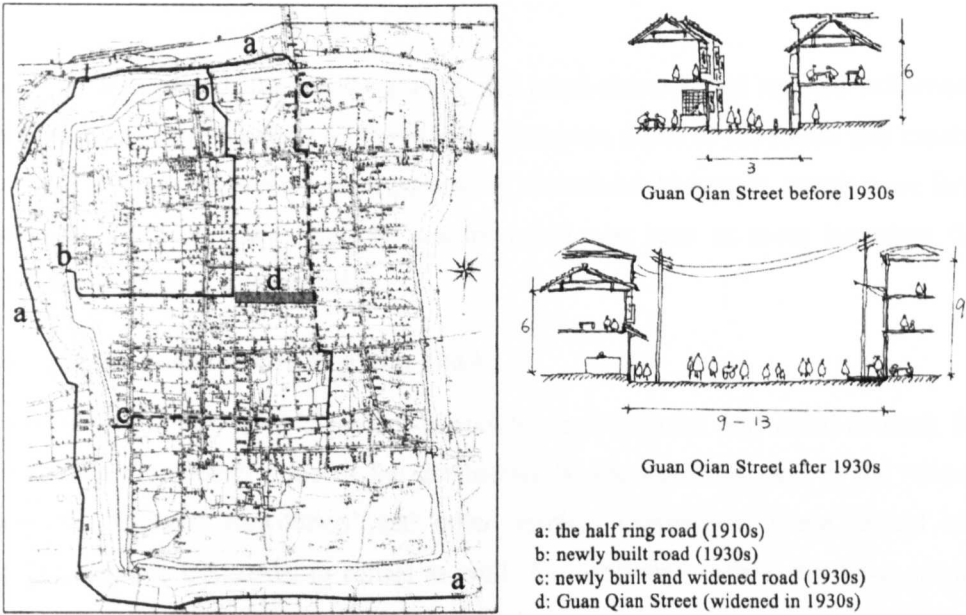 a
b
c
b
a
d
c
a
6
3
Guan Qian Street before 1930s
6
9
9 – 13
Guan Qian Street after 1930s
a: the half ring road (1910s)
b: newly built road (1930s)
c: newly built and widened road (1930s)
d: Guan Qian Street (widened in 1930s)